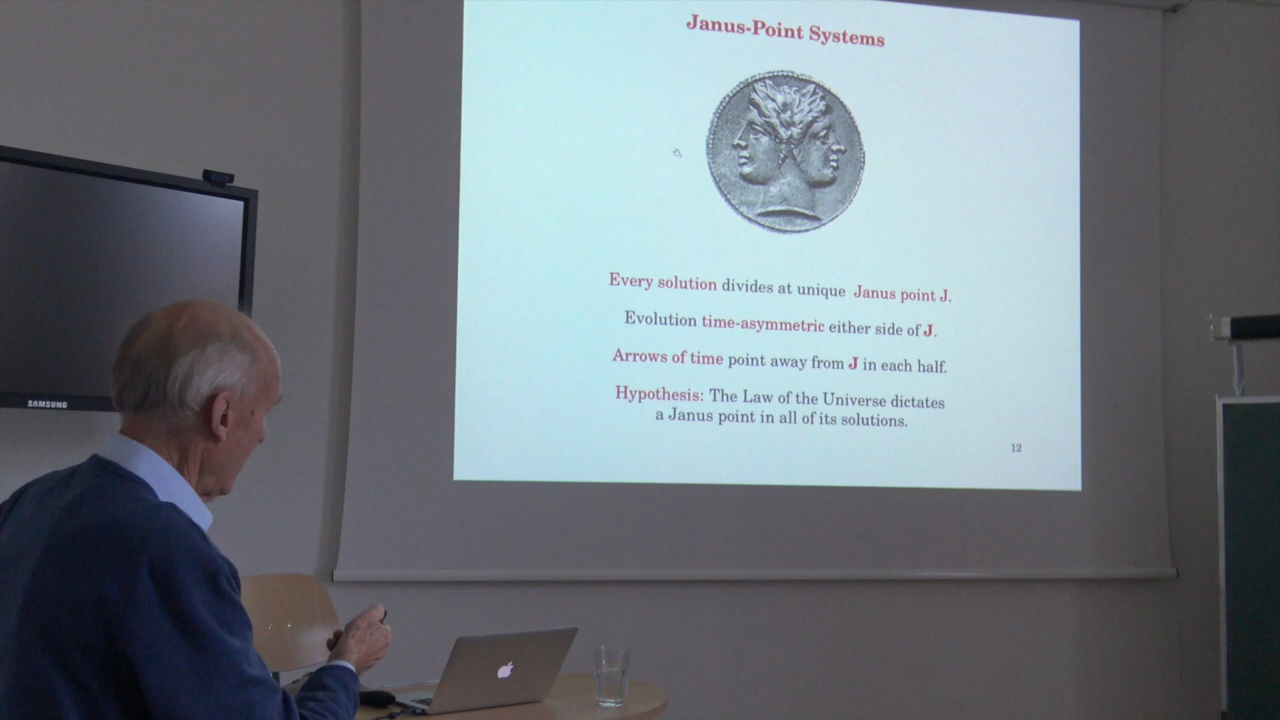 Janus-Point Systems
Every solution divides at unique Janus point J.
Evolution time-asymmetric either side of J.
Arrows of time point away from J in each half.
Hypothesis: The Law of the Universe dictates
a Janus point in all of its solutions.
12
SAMSUNG